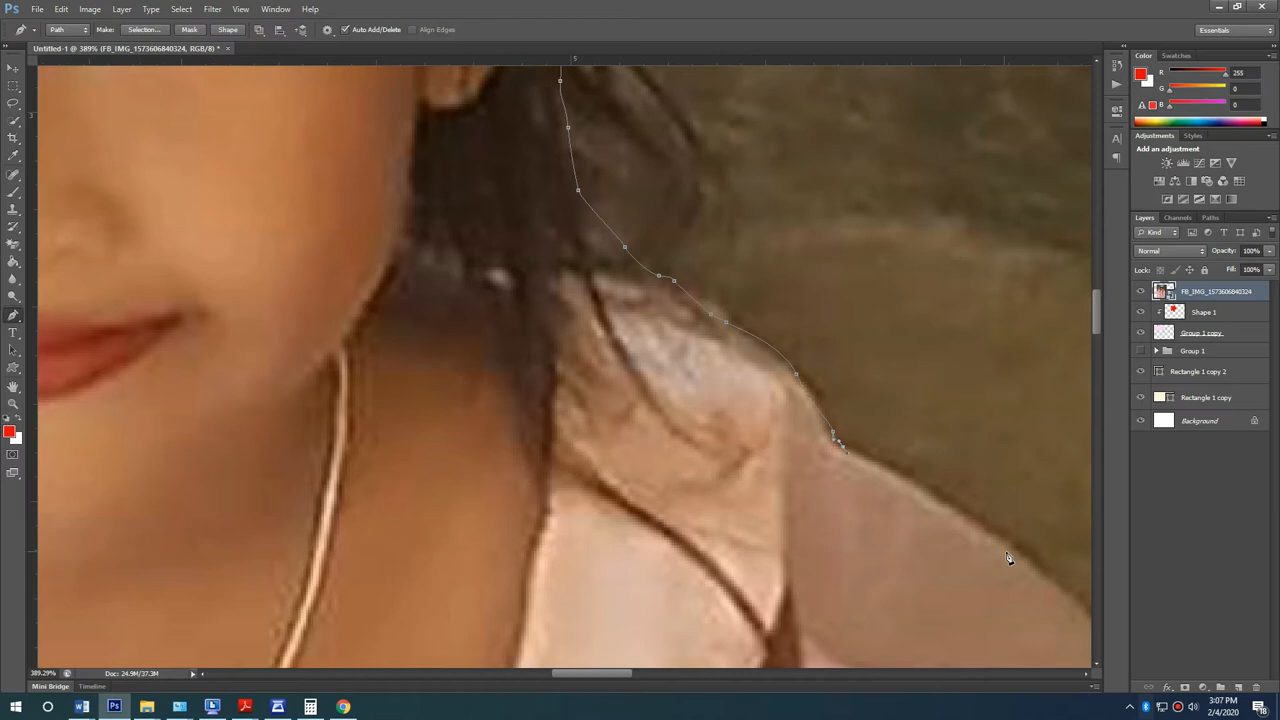 Ps File Edit Image Layer Type Select Filter View Window Help
Path Make: Selection... Mask Shape Auto Add/Delete Align Edges Essentials
Untitled-1 @ 389% (FB_IMG_1573606840324, RGB/8) * ×
5
3
Color Swatches
R 255
G 0
B 0
Adjustments Styles
Add an adjustment
Layers Channels Paths
Kind
Normal Opacity: 100%
Lock: Fill: 100%
FB_IMG_1573606840324
Shape 1
Group 1 copy
Group 1
Rectangle 1 copy 2
Rectangle 1 copy
Background
389.29% Doc: 24.9M/37.3M
Mini Bridge Timeline
3:07 PM
2/4/2020
18